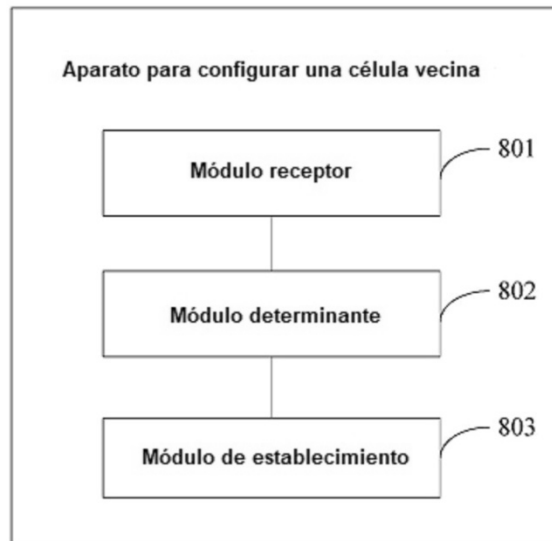 Aparato para configurar una célula vecina
Módulo receptor
801
Módulo determinante
802
Módulo de establecimiento
803